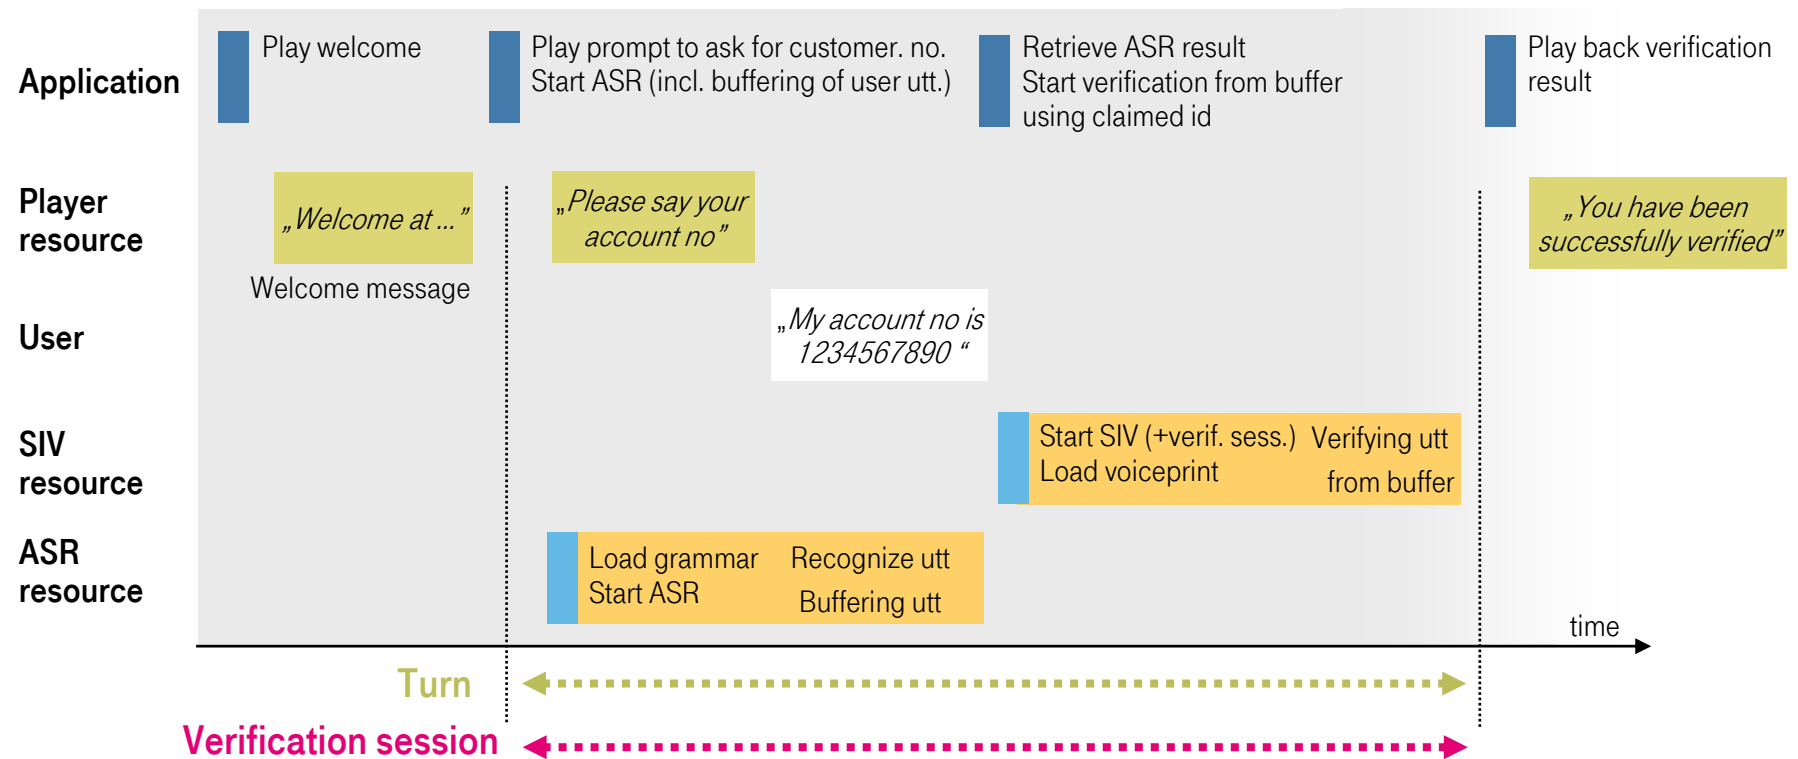 Application
Play welcome
Play prompt to ask for customer. no.
Start ASR (incl. buffering of user utt.)
Retrieve ASR result
Start verification from buffer
using claimed id
Play back verification
result
Player
resource
„Welcome at ...”
Welcome message
„Please say your
account no”
„You have been
successfully verified”
User
„My account no is
1234567890 “
SIV
resource
Start SIV (+verif. sess.)
Load voiceprint
Verifying utt
from buffer
ASR
resource
Load grammar
Start ASR
Recognize utt
Buffering utt
time
Turn
Verification session